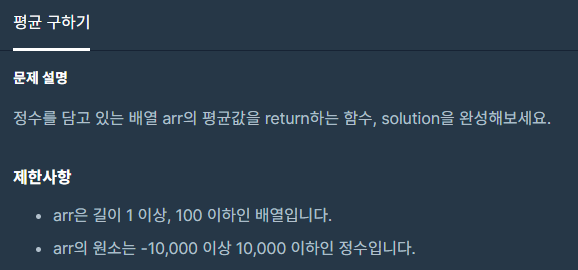 평균 구하기
문제 설명
정수를 담고 있는 배열 arr의 평균값을 return하는 함수, solution을 완성해보세요.
제한사항
• arr은 길이 1 이상, 100 이하인 배열입니다.
• arr의 원소는 -10,000 이상 10,000 이하인 정수입니다.